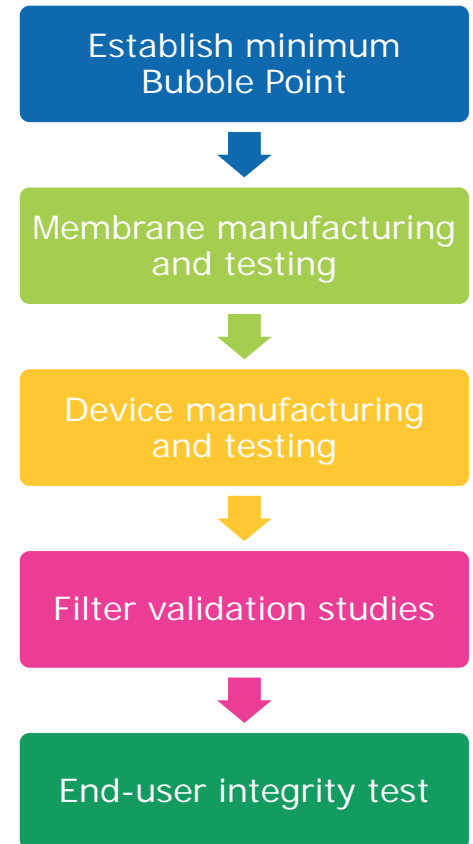 Establish minimum
Bubble Point
Membrane manufacturing
and testing
Device manufacturing
and testing
Filter validation studies
End-user integrity test